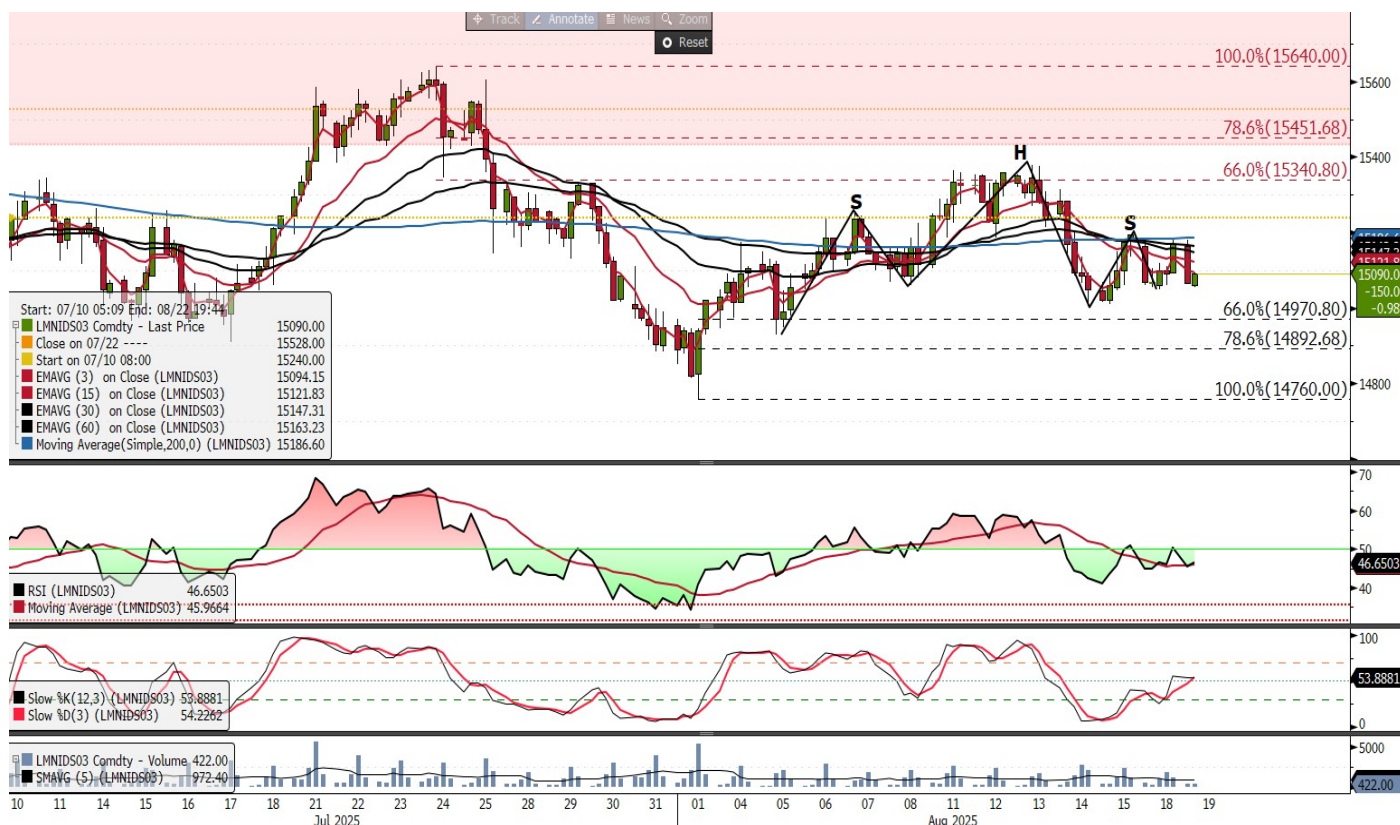 Track Annotate News Zoom
Reset
100.0%(15640.00)
15600
78.6%(15451.68)
15400
66.0%(15340.80)
H
S
S
15090.0
-150.0
-0.98
66.0%(14970.80)
78.6%(14892.68)
14800
100.0%(14760.00)
Start: 07/10 05:09 End: 08/22 19:44
LMNIDS03 Comdty - Last Price 15090.00
Close on 07/22 ---- 15528.00
Start on 07/10 08:00 15240.00
EMAVG (3) on Close (LMNIDS03) 15094.15
EMAVG (15) on Close (LMNIDS03) 15121.83
EMAVG (30) on Close (LMNIDS03) 15147.31
EMAVG (60) on Close (LMNIDS03) 15163.23
Moving Average(Simple,200,0) (LMNIDS03) 15186.60
70
60
50
46.6503
40
RSI (LMNIDS03) 46.6503
Moving Average (LMNIDS03) 45.9664
100
53.8881
0
Slow %K(12,3) (LMNIDS03) 53.8881
Slow %D(3) (LMNIDS03) 54.2262
5000
422.00
LMNIDS03 Comdty - Volume 422.00
SMAVG (5) (LMNIDS03) 972.40
10 11 14 15 16 17 18 21 22 23 24 25 28 29 30 31 01 04 05 06 07 08 11 12 13 14 15 18 19
Jul 2025 Aug 2025